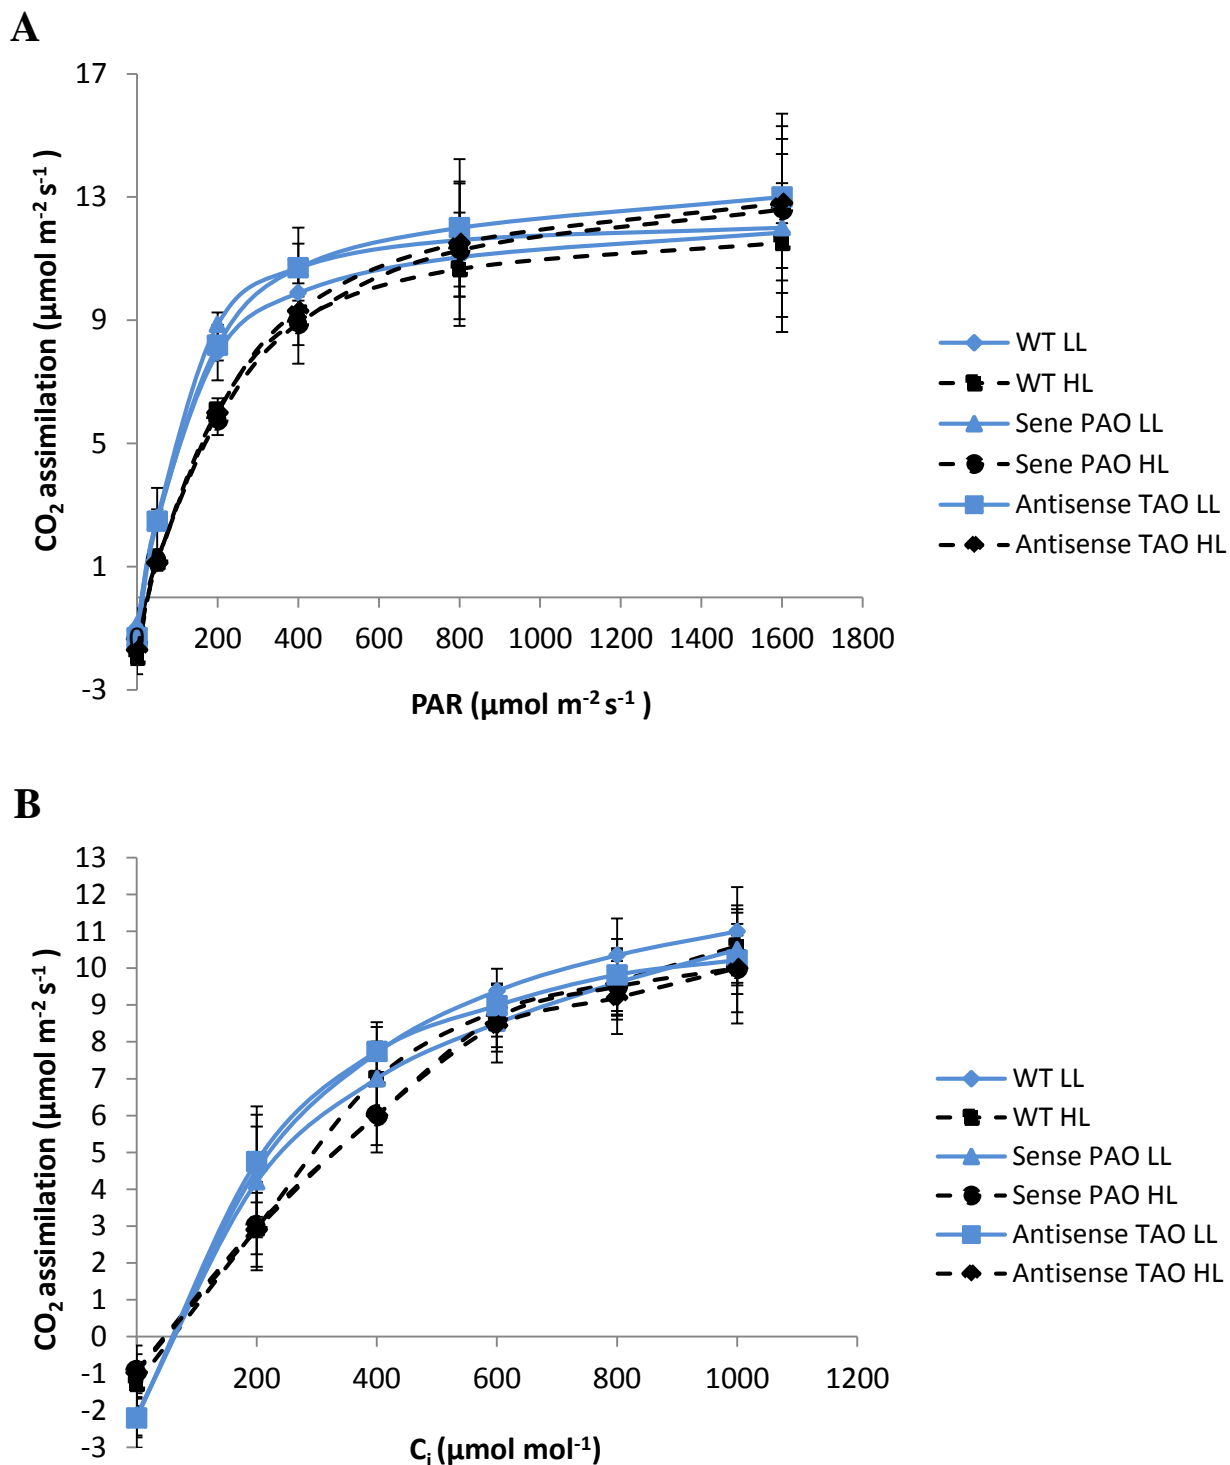 A
17
13
9
5
1
-3
CO2 assimilation (µmol m-2 s-1 )
0 200 400 600 800 1000 1200 1400 1600 1800
PAR (µmol m-2 s-1 )
WT LL
WT HL
Sene PAO LL
Sene PAO HL
Antisense TAO LL
Antisense TAO HL
B
13
12
11
10
9
8
7
6
5
4
3
2
1
0
-1
-2
-3
CO2 assimilation (µmol m-2 s-1)
200 400 600 800 1000 1200
Ci (µmol mol-1)
WT LL
WT HL
Sense PAO LL
Sense PAO HL
Antisense TAO LL
Antisense TAO HL